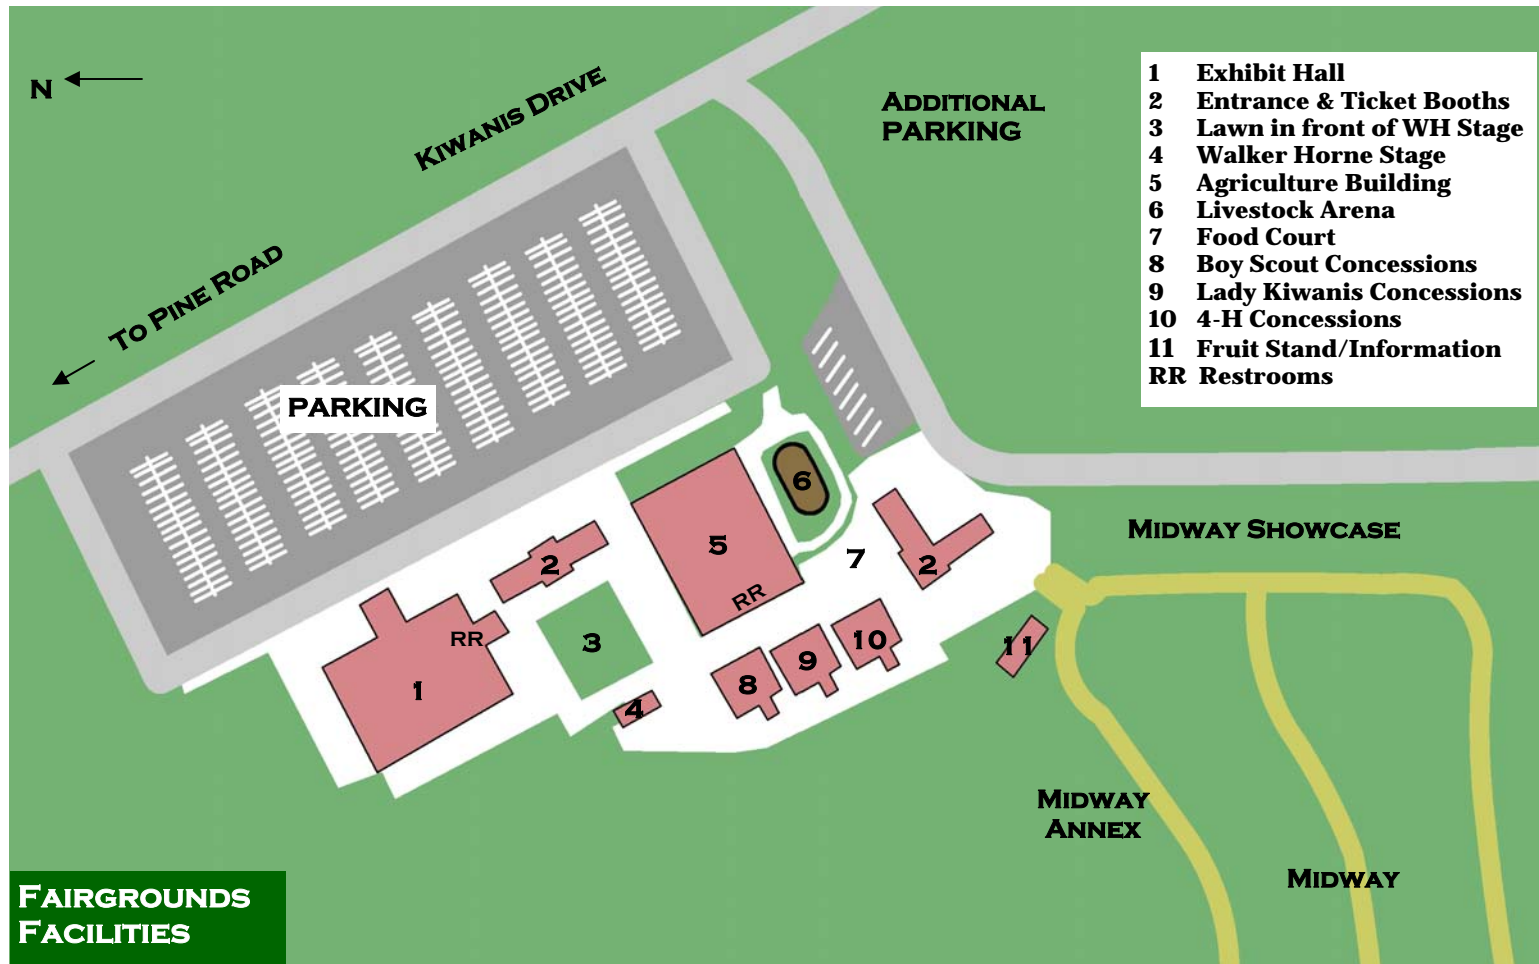 N
KIWANIS DRIVE
TO PINE ROAD
ADDITIONAL
PARKING
1 Exhibit Hall
2 Entrance & Ticket Booths
3 Lawn in front of WH Stage
4 Walker Horne Stage
5 Agriculture Building
6 Livestock Arena
7 Food Court
8 Boy Scout Concessions
9 Lady Kiwanis Concessions
10 4-H Concessions
11 Fruit Stand/Information
RR Restrooms
PARKING
6
5
2
7
2
RR
RR
3
1
4
8
9
10
11
MIDWAY SHOWCASE
MIDWAY
ANNEX
MIDWAY
FAIRGROUNDS
FACILITIES